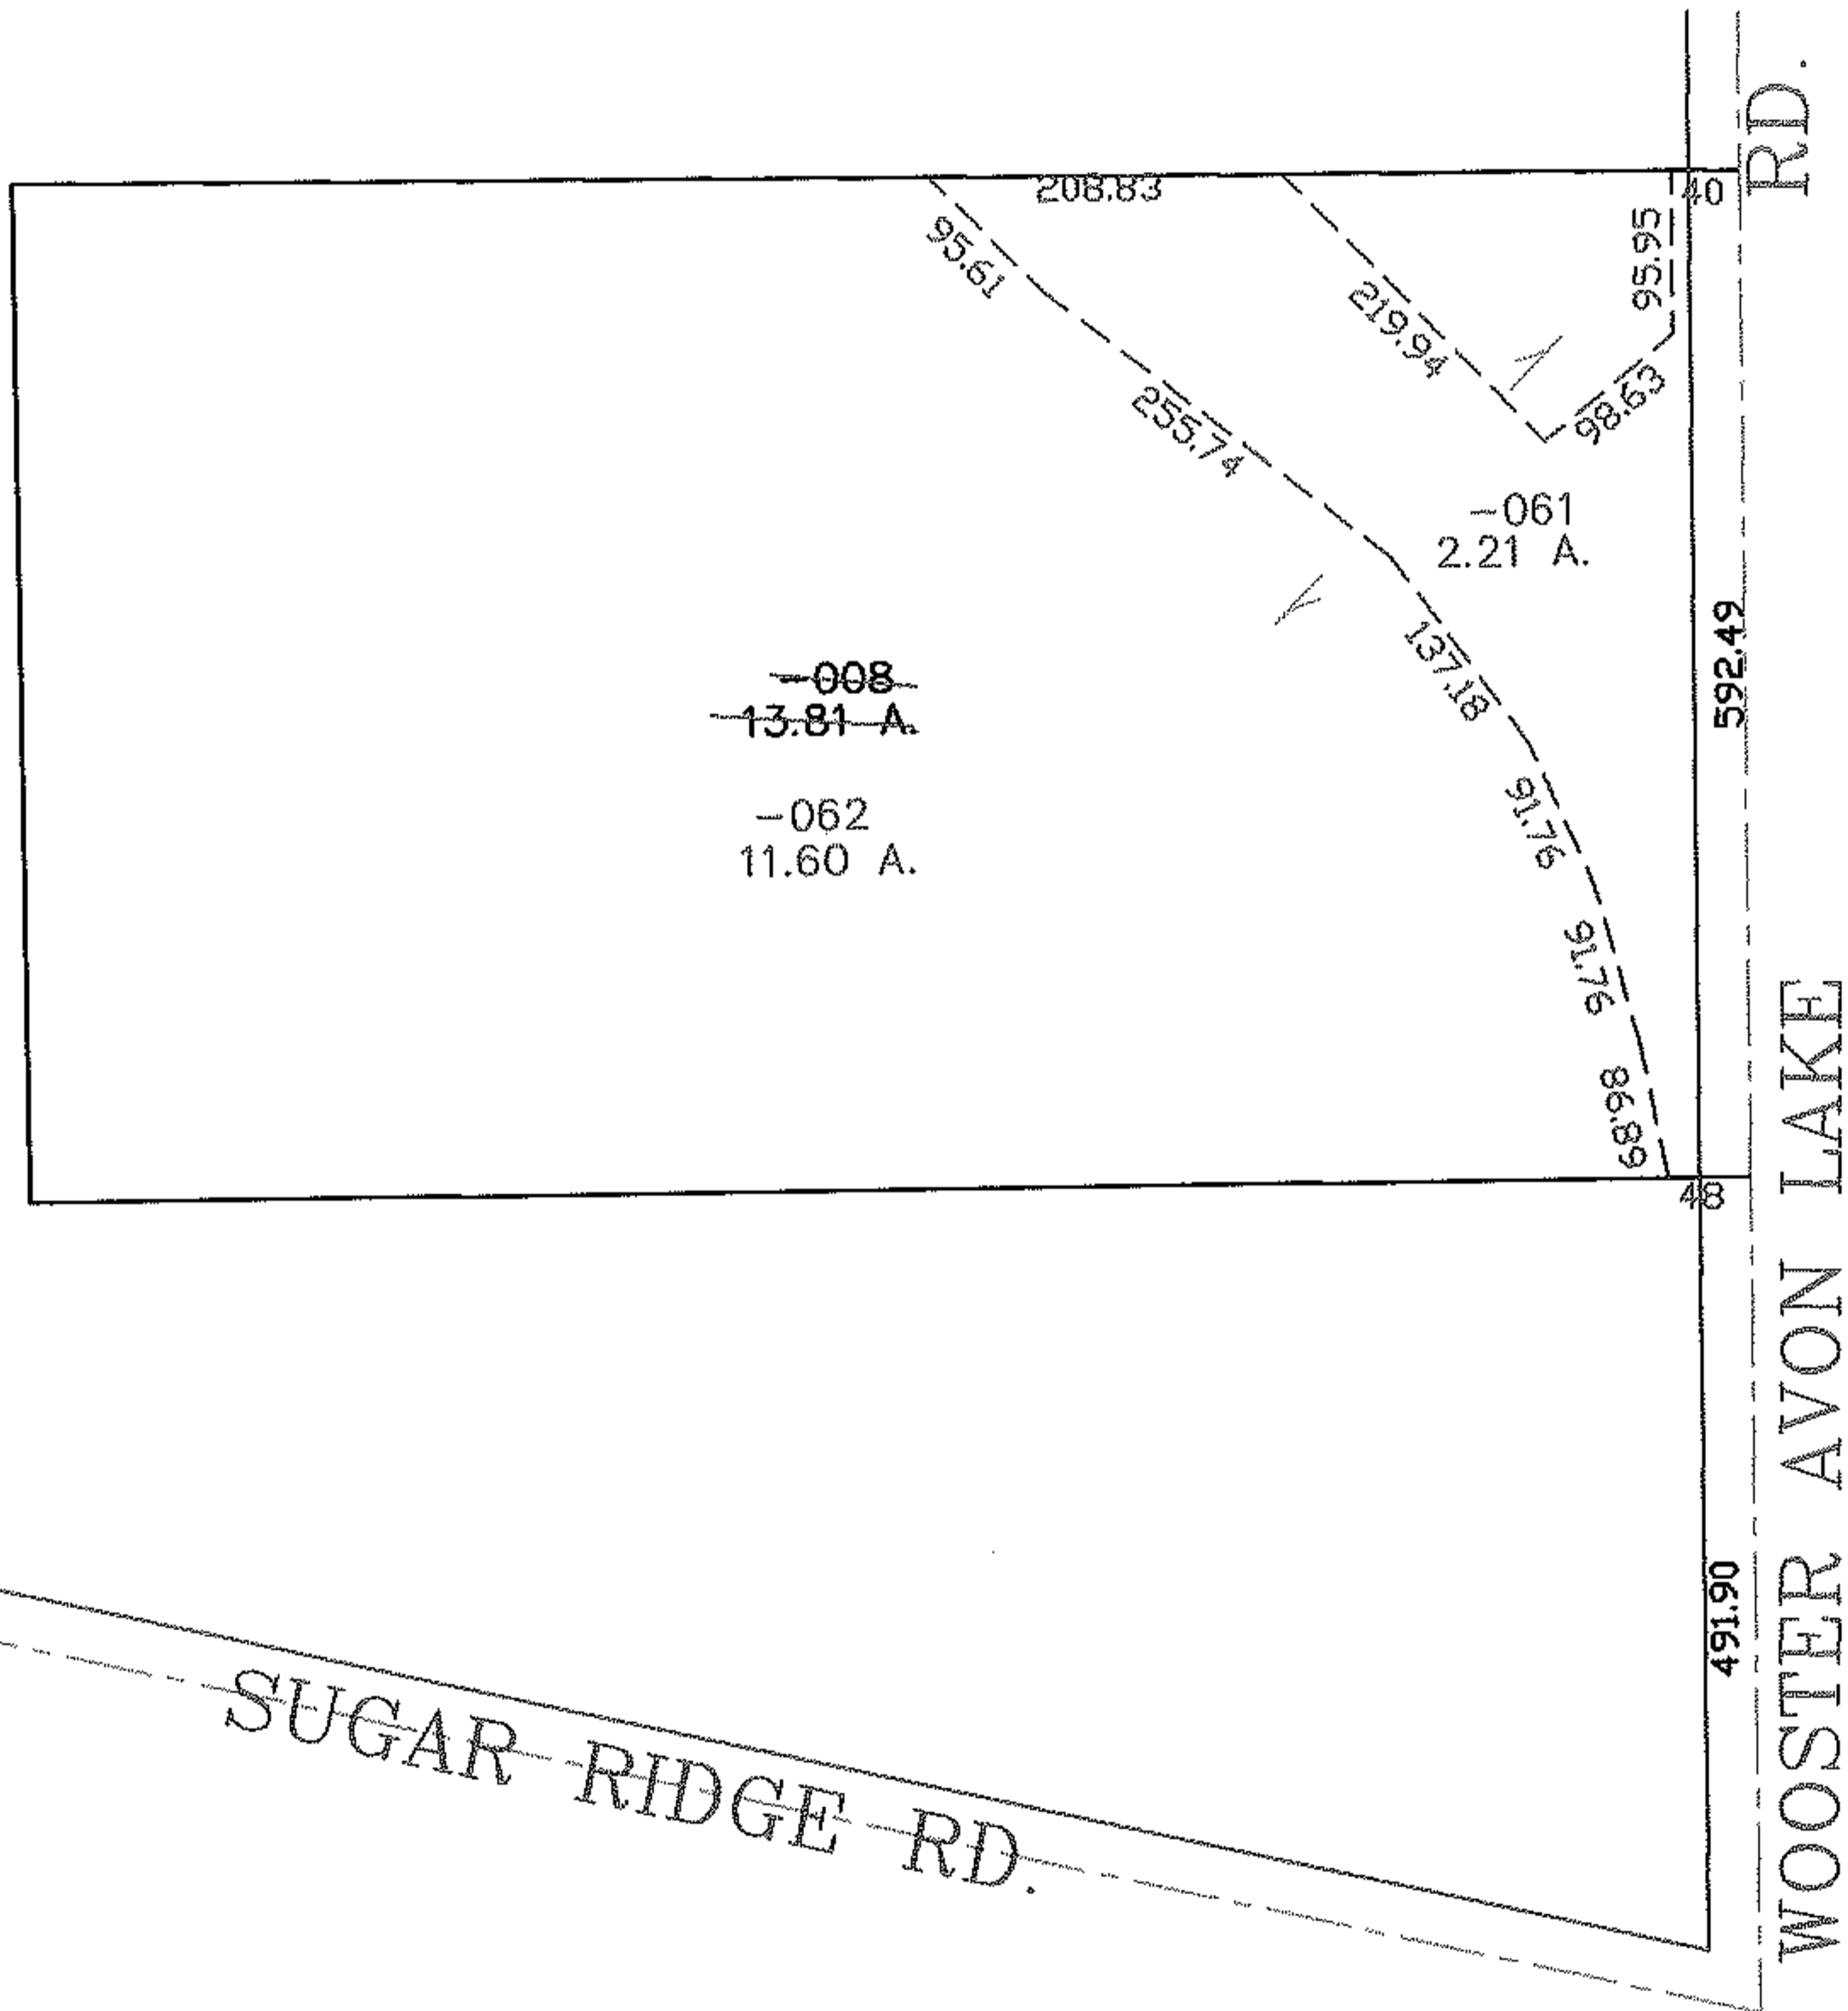 RD.
40
208.83
95.61
95.95
219.94
98.63
255.74
-061
2.21 A.
592.49
137.18
-008
13.81 A.
-062
11.60 A.
91.76
91.76
86.89
48
WOOSTER AVON LAKE
491.90
SUGAR RIDGE RD.